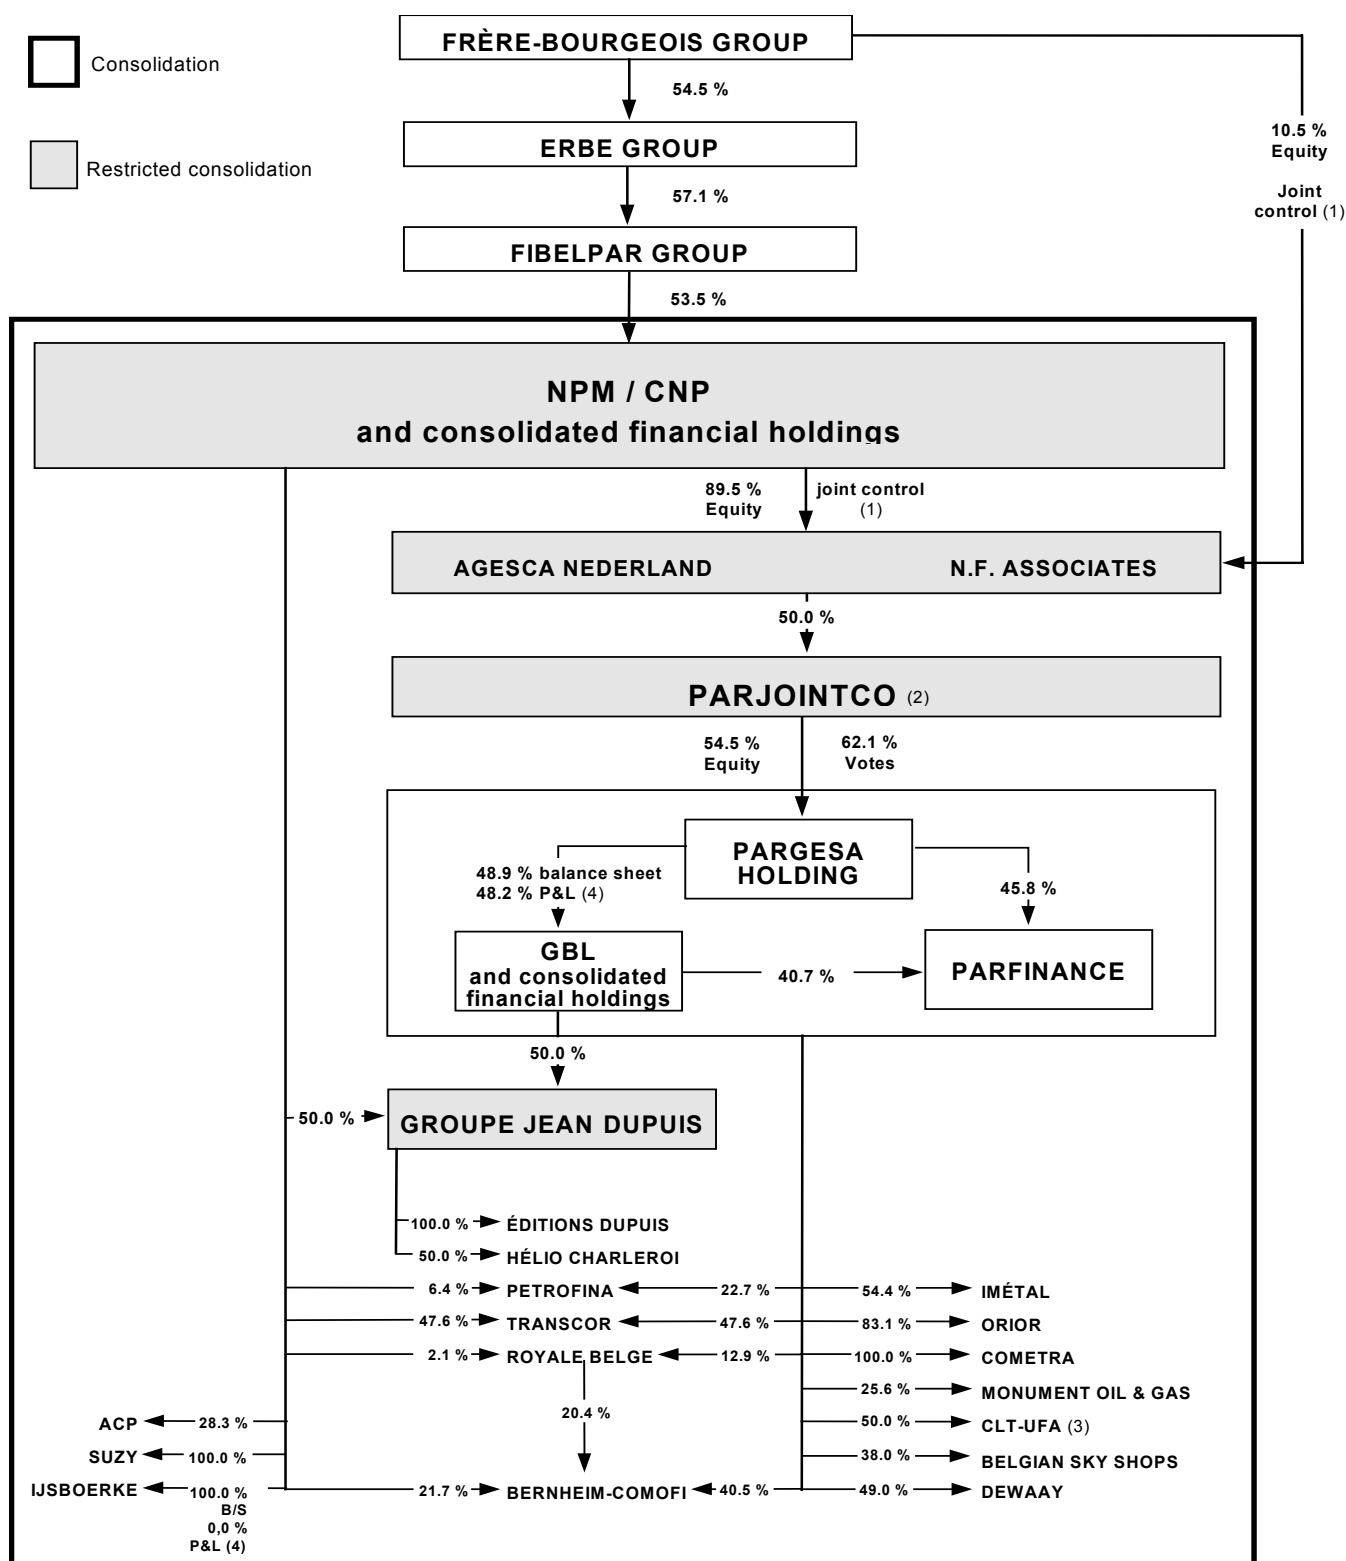 FRÈRE-BOURGEOIS GROUP
Consolidation
54.5 %
10.5 %
Equity
ERBE GROUP
Restricted consolidation
57.1 %
Joint
control (1)
FIBELPAR GROUP
53.5 %
NPM / CNP
and consolidated financial holdings
89.5 %
Equity
joint control
(1)
AGESCA NEDERLAND
N.F. ASSOCIATES
50.0 %
PARJOINTCO (2)
54.5 %
Equity
62.1 %
Votes
PARGESA
HOLDING
48.9 % balance sheet
48.2 % P&L (4)
45.8 %
GBL
and consolidated
financial holdings
40.7 %
PARFINANCE
50.0 %
50.0 %
GROUPE JEAN DUPUIS
100.0 % ÉDITIONS DUPUIS
50.0 % HÉLIO CHARLEROI
6.4 % PETROFINA 22.7 % 54.4 % IMÉTAL
47.6 % TRANSCOR 47.6 % 83.1 % ORIOR
2.1 % ROYALE BELGE 12.9 % 100.0 % COMETRA
25.6 % MONUMENT OIL & GAS
20.4 %
ACP 28.3 %
50.0 % CLT-UFA (3)
SUZY 100.0 %
38.0 % BELGIAN SKY SHOPS
IJSBOERKE 100.0 %
B/S
0,0 %
P&L (4)
21.7 % BERNHEIM-COMOFI 40.5 % 49.0 % DEWAAY